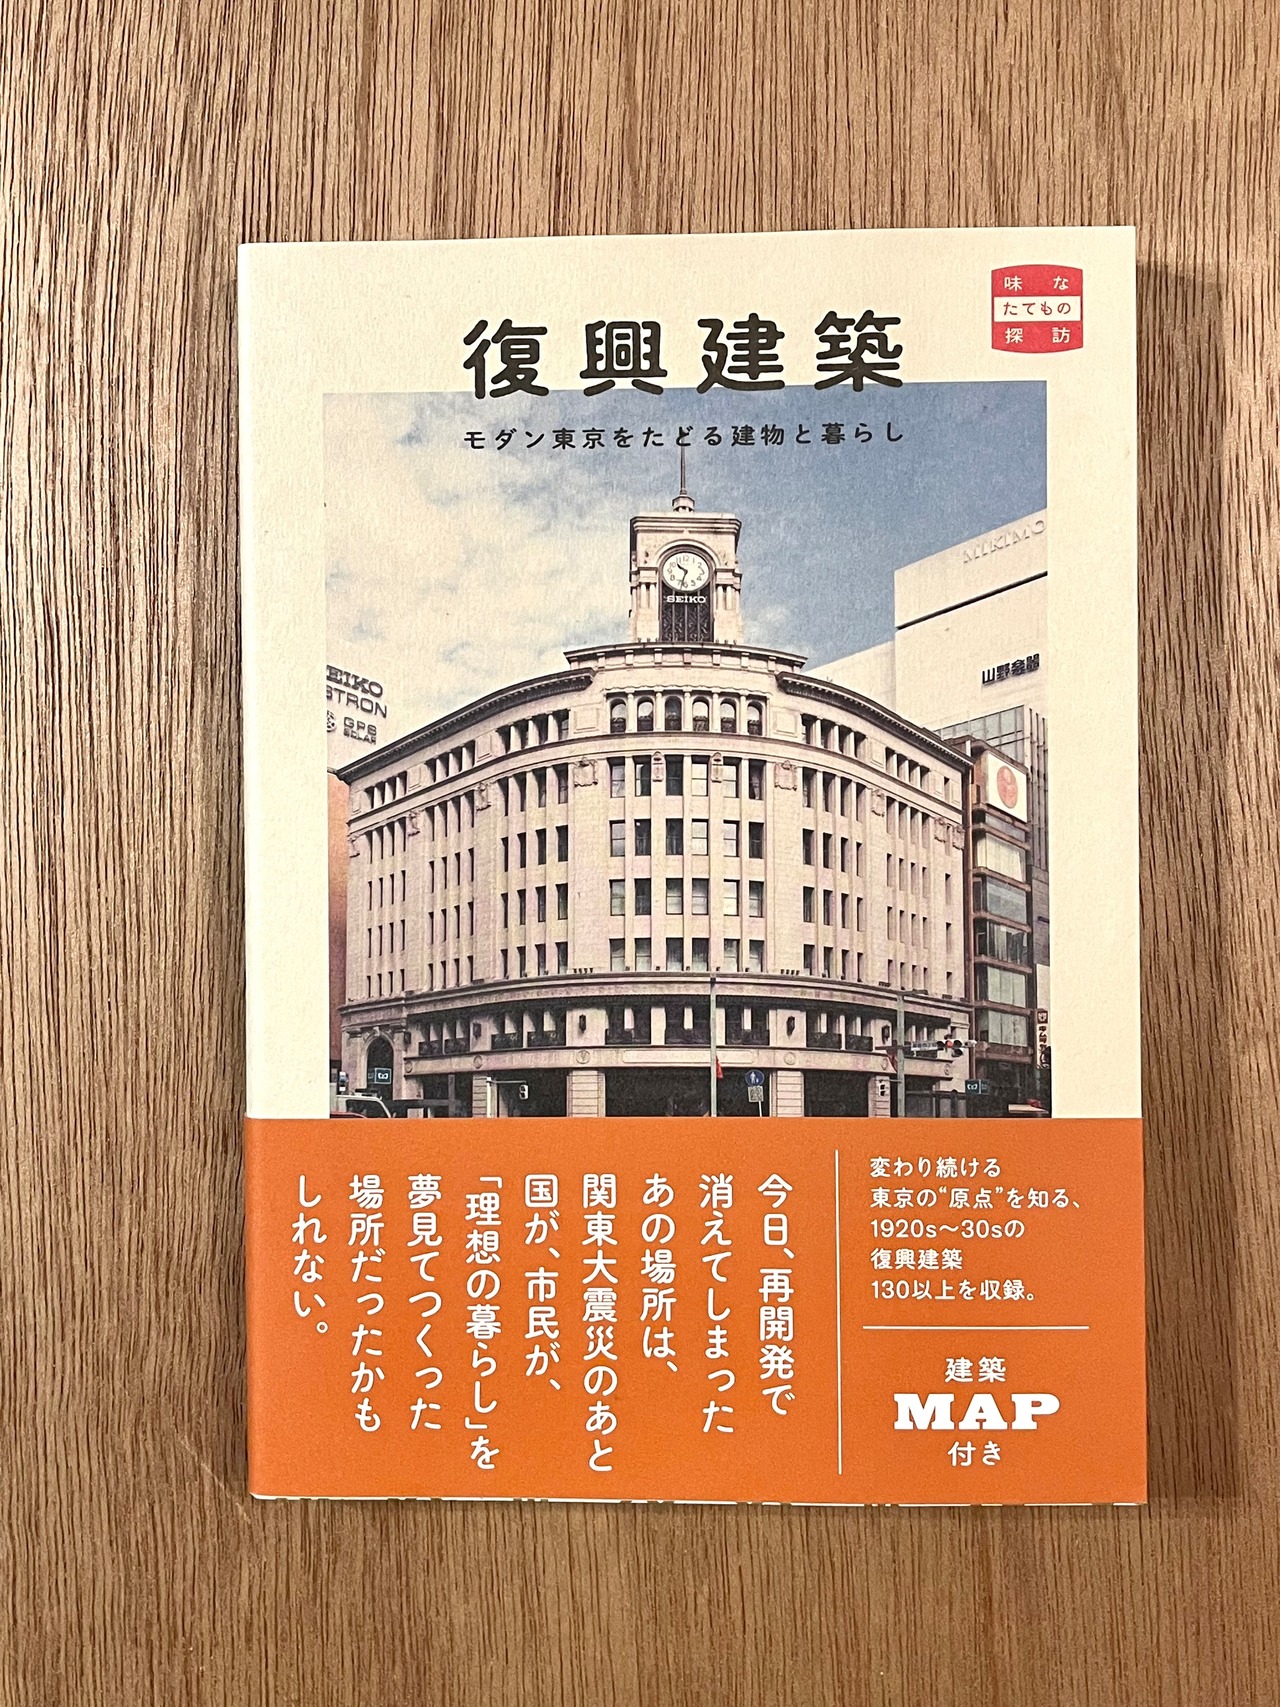 味な
たてもの
探訪
復興建築
モダン東京をたどる建物と暮らし
MIKIMO
SEIKO
山野楽器
EIKO
STRON
GPS
SOLAR
今日、再開発で
消えてしまった
あの場所は、
関東大震災のあと
国が、市民が、
「理想の暮らし」を
夢見てつくった
場所だったかも
しれない。
変わり続ける
東京の“原点”を知る、
1920s～30sの
復興建築
130以上を収録。
建築
MAP
付き